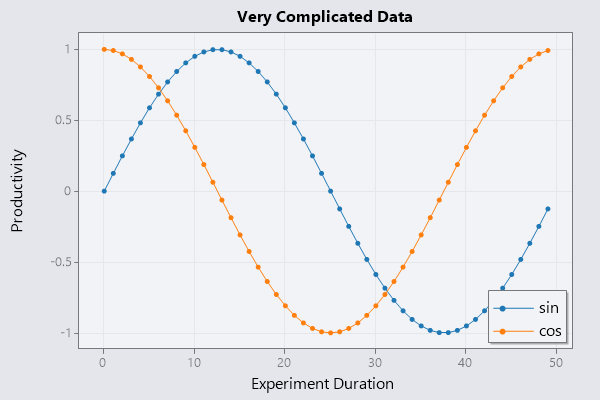 Very Complicated Data
Productivity
1
0.5
0
-0.5
-1
sin
cos
0 10 20 30 40 50
Experiment Duration